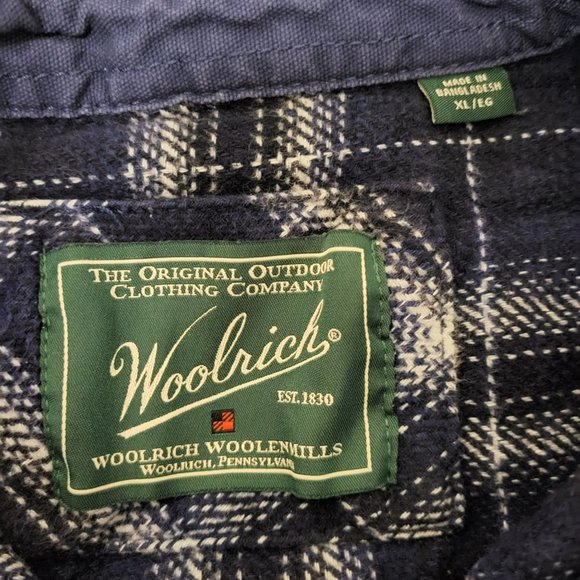 MADE IN
BANGLADESH
XL/EG
THE ORIGINAL OUTDOOR
CLOTHING COMPANY
Woolrich®
EST. 1830
WOOLRICH WOOLEN MILLS
WOOLRICH, PENNSYLVANIA